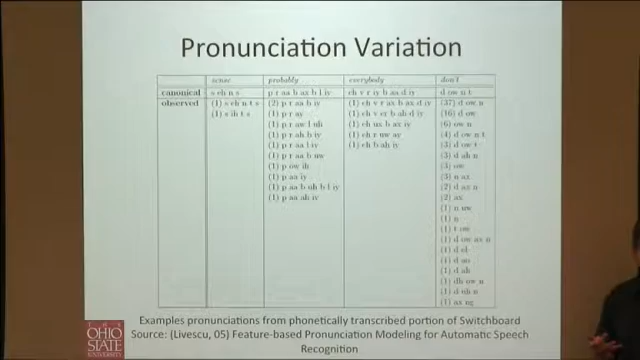 Pronunciation Variation
sense probably everybody don't
canonical s eh n s p r aa b ax b l iy eh v r iy b aa d iy d ow n t
observed (1) s eh n t s (2) p r aa b iy (1) eh v r ax b ax d iy (37) d ow n
(1) s ih t s (1) p r ay (1) eh v er b ah d iy (16) d ow
(1) p r aw l uh (1) eh ux b ax iy (6) ow n
(1) p r ah b iy (1) eh r uw ay (4) d ow n t
(1) p r aa l iy (1) eh b ah iy (3) d ow t
(1) p r aa b uw (3) d ah n
(1) p ow ih (3) ow
(1) p aa iy (3) n ax
(1) p aa b uh b l iy (2) d ax n
(1) p aa ah iy (2) ax
(1) n uw
(1) n
(1) t ow
(1) d ow ax n
(1) d el
(1) d ao
(1) d ah
(1) dh ow n
(1) d uh n
(1) ax ng
Examples pronunciations from phonetically transcribed portion of Switchboard
Source: (Livescu, 05) Feature-based Pronunciation Modeling for Automatic Speech
Recognition
THE
OHIO
STATE
UNIVERSITY